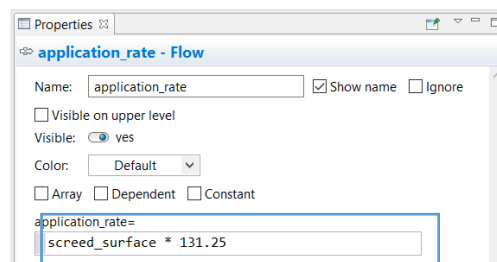 Properties
application_rate - Flow
Name: application_rate Show name Ignore
Visible on upper level
Visible: yes
Color: Default
Array Dependent Constant
application_rate=
screed_surface * 131.25